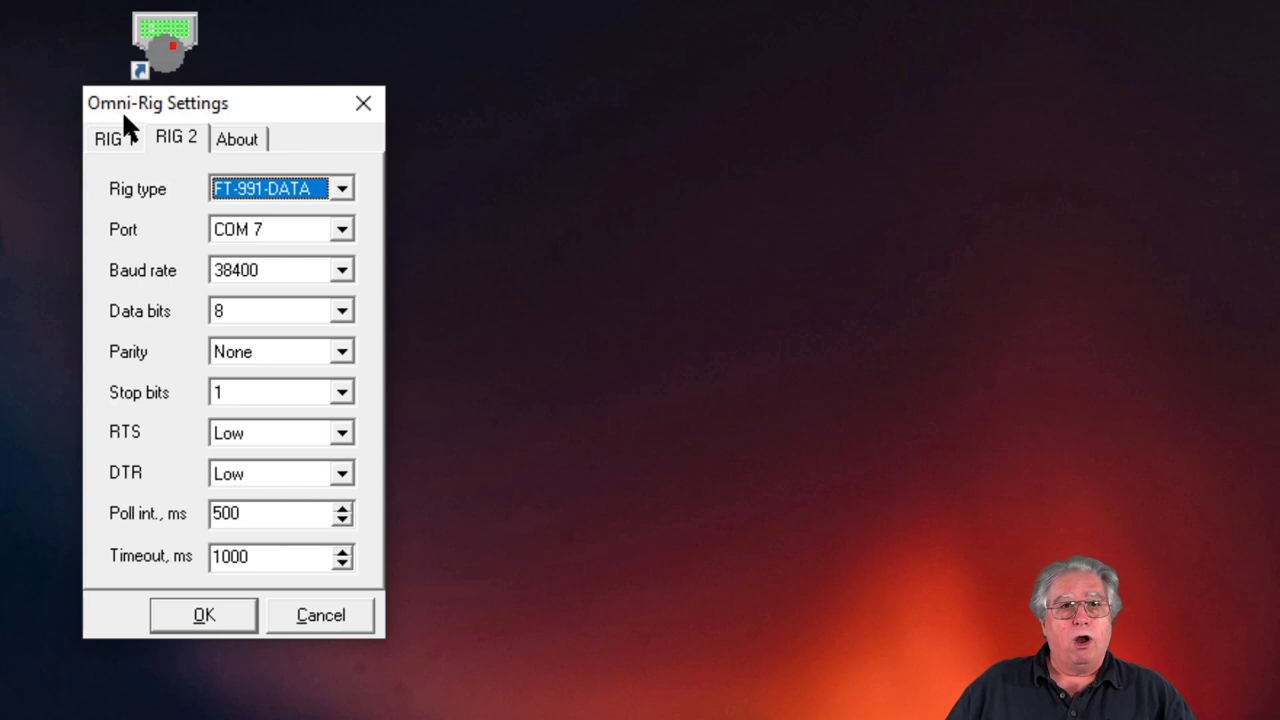 Omni-Rig Settings
RIG 1
RIG 2
About
Rig type
FT-991-DATA
Port
COM 7
Baud rate
38400
Data bits
8
Parity
None
Stop bits
1
RTS
Low
DTR
Low
Poll int., ms
500
Timeout, ms
1000
OK
Cancel